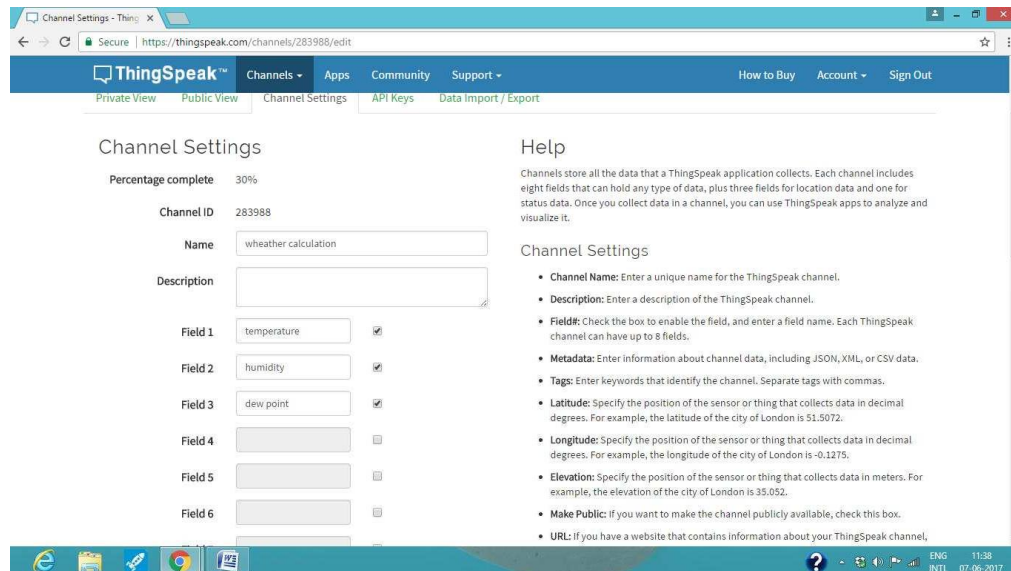 Channel Settings - Thing
Secure | https://thingspeak.com/channels/283988/edit
ThingSpeak™ Channels Apps Community Support How to Buy Account Sign Out
Private View Public View Channel Settings API Keys Data Import / Export
Channel Settings
Percentage complete 30%
Channel ID 283988
Name wheather calculation
Description
Field 1 temperature
Field 2 humidity
Field 3 dew point
Field 4
Field 5
Field 6
Help
Channels store all the data that a ThingSpeak application collects. Each channel includes
eight fields that can hold any type of data, plus three fields for location data and one for
status data. Once you collect data in a channel, you can use ThingSpeak apps to analyze and
visualize it.
Channel Settings
• Channel Name: Enter a unique name for the ThingSpeak channel.
• Description: Enter a description of the ThingSpeak channel.
• Field#: Check the box to enable the field, and enter a field name. Each ThingSpeak
channel can have up to 8 fields.
• Metadata: Enter information about channel data, including JSON, XML, or CSV data.
• Tags: Enter keywords that identify the channel. Separate tags with commas.
• Latitude: Specify the position of the sensor or thing that collects data in decimal
degrees. For example, the latitude of the city of London is 51.5072.
• Longitude: Specify the position of the sensor or thing that collects data in decimal
degrees. For example, the longitude of the city of London is -0.1275.
• Elevation: Specify the position of the sensor or thing that collects data in meters. For
example, the elevation of the city of London is 35.052.
• Make Public: If you want to make the channel publicly available, check this box.
• URL: If you have a website that contains information about your ThingSpeak channel,
ENG 11:38
INTL 07-06-2017